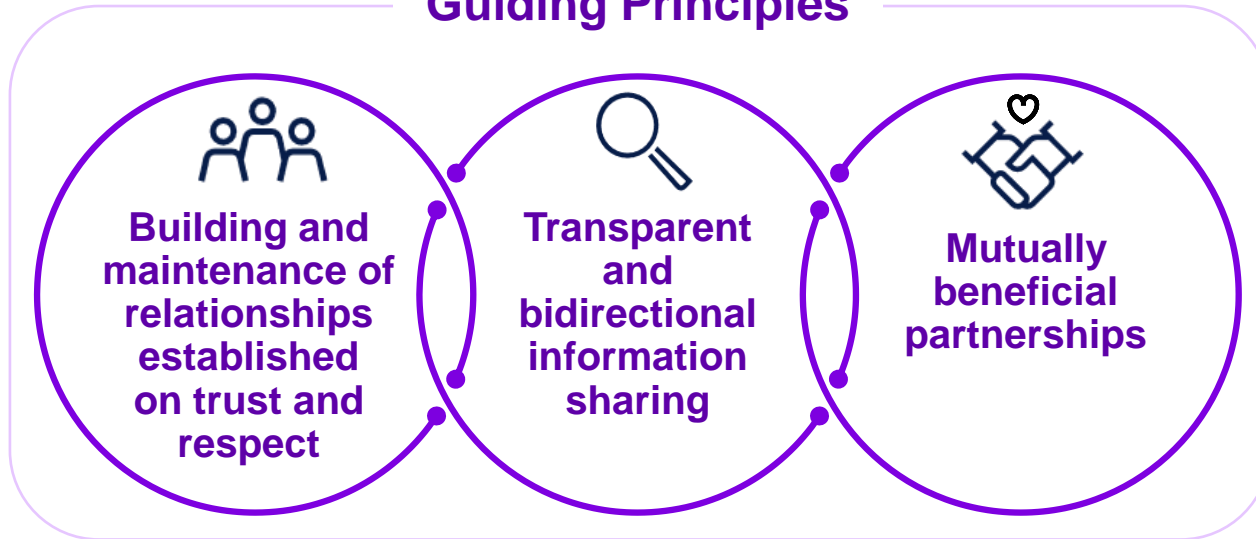 Guiding Principles
Building and
maintenance of
relationships
established
on trust and
respect
Transparent
and
bidirectional
information
sharing
Mutually
beneficial
partnerships